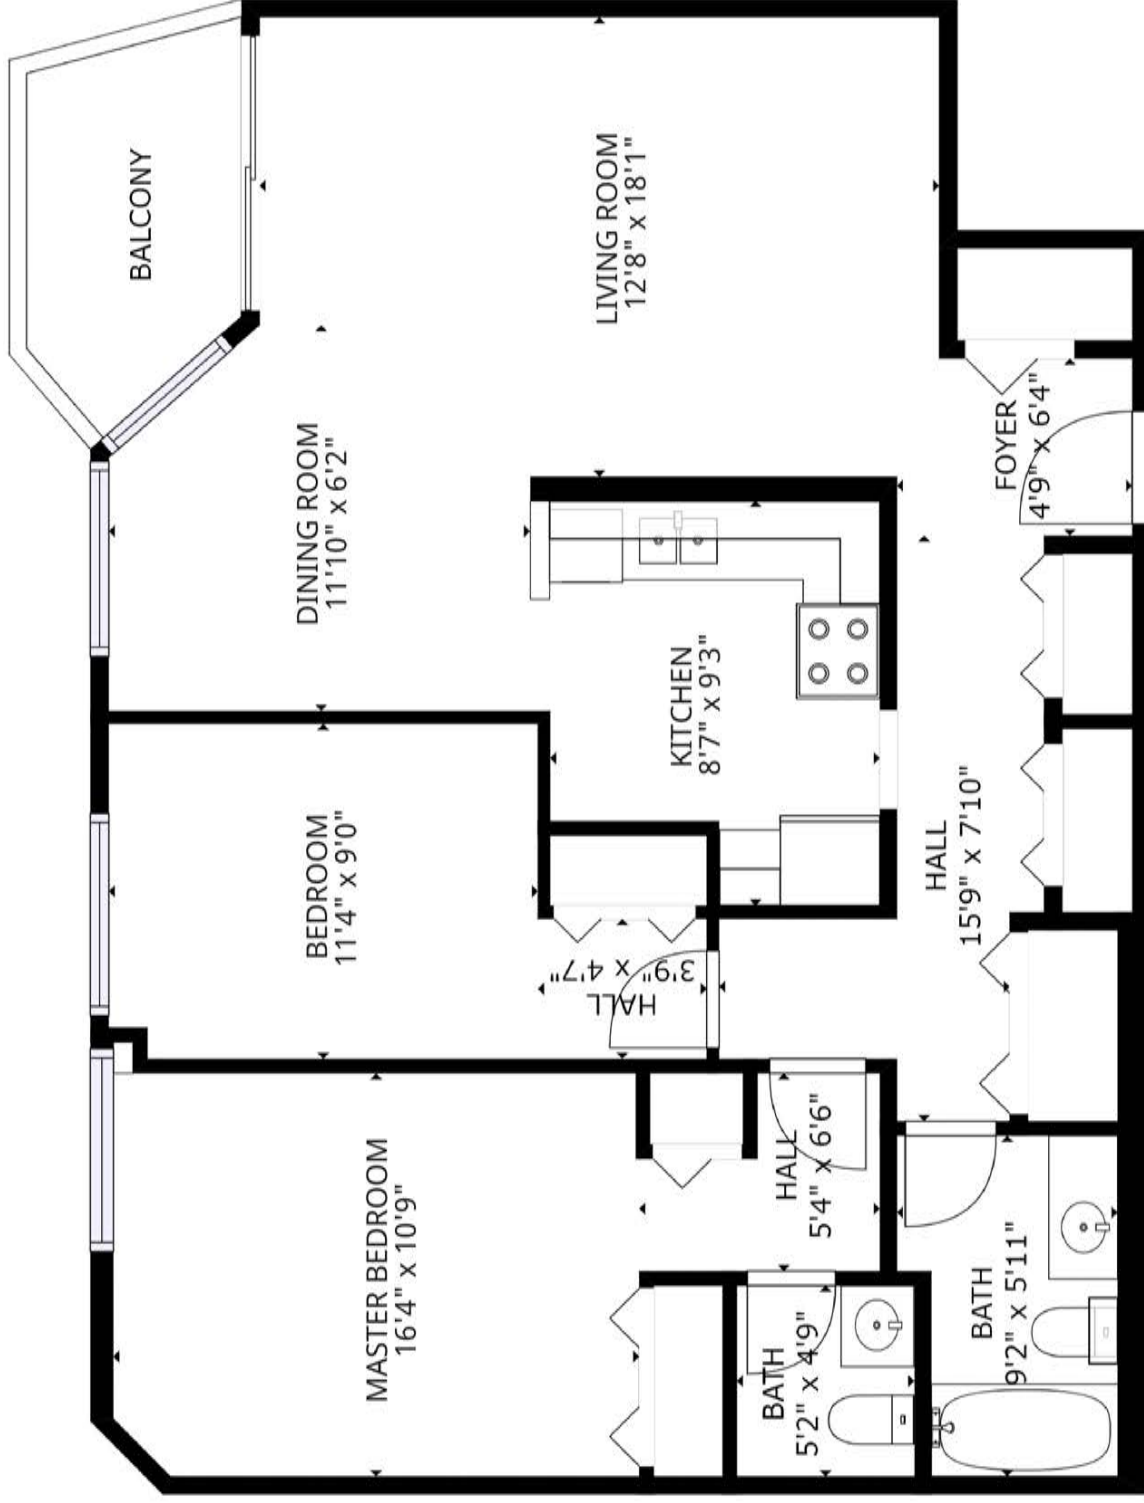 BALCONY
LIVING ROOM
12'8" x 18'1"
DINING ROOM
11'10" x 6'2"
FOYER
4'9" x 6'4"
KITCHEN
8'7" x 9'3"
BEDROOM
11'4" x 9'0"
HALL
15'9" x 7'10"
HALL
3'9" x 4'7"
MASTER BEDROOM
16'4" x 10'9"
HALL
5'4" x 6'6"
BATH
5'2" x 4'9"
BATH
9'2" x 5'11"